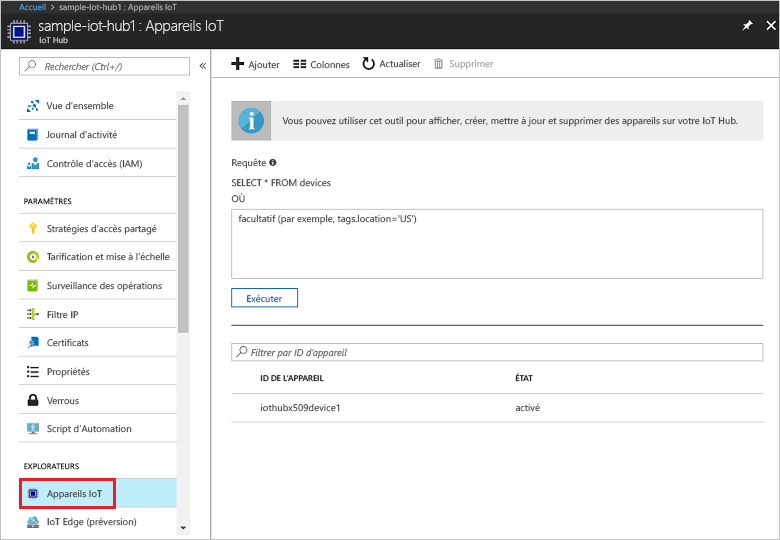 Accueil > sample-iot-hub1 : Appareils IoT
sample-iot-hub1 : Appareils IoT
IoT Hub
Rechercher (Ctrl+/)
Vue d'ensemble
Journal d'activité
Contrôle d'accès (IAM)
PARAMÈTRES
Stratégies d'accès partagé
Tarification et mise à l'échelle
Surveillance des opérations
Filtre IP
Certificats
Propriétés
Verrous
Script d'Automation
EXPLORATEURS
Appareils IoT
IoT Edge (préversion)
Ajouter Colonnes Actualiser Supprimer
Vous pouvez utiliser cet outil pour afficher, créer, mettre à jour et supprimer des appareils sur votre IoT Hub.
Requête
SELECT * FROM devices
OÙ
facultatif (par exemple, tags.location='US')
Exécuter
Filtrer par ID d'appareil
ID DE L'APPAREIL ÉTAT
iothubx509device1 activé